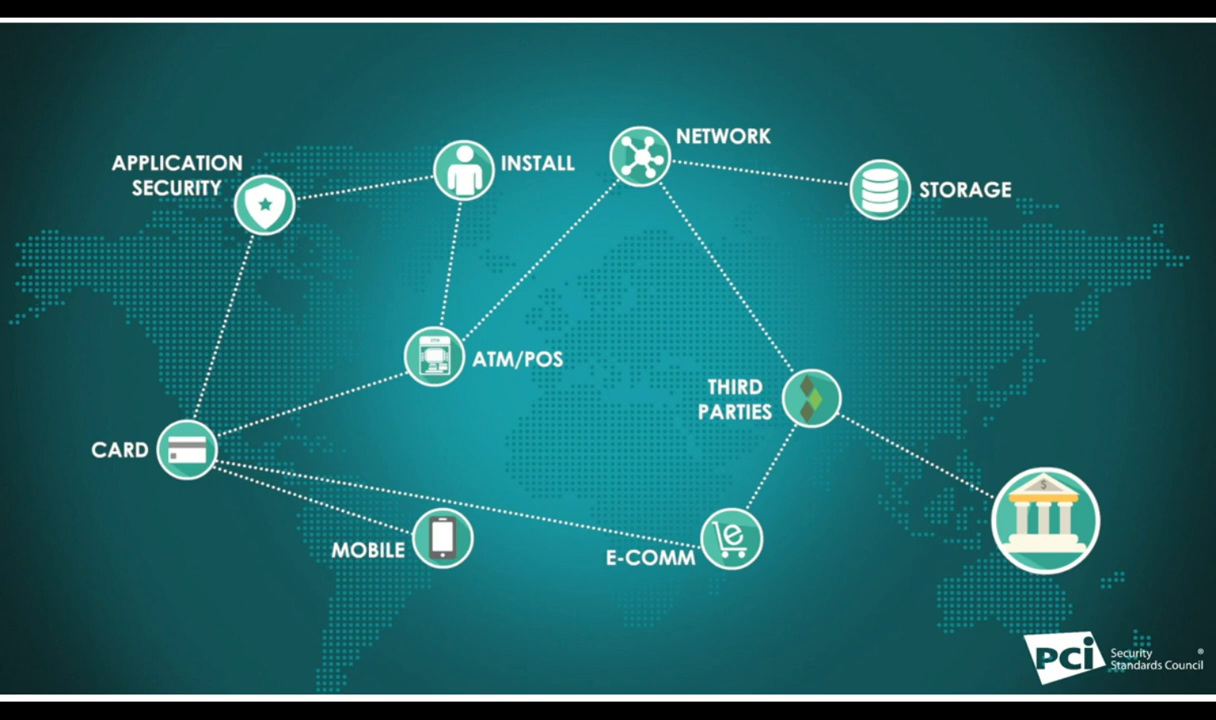 NETWORK
APPLICATION
SECURITY
INSTALL
STORAGE
ATM/POS
THIRD
PARTIES
CARD
MOBILE
E-COMM
$
PCi
Security
Standards Council
®